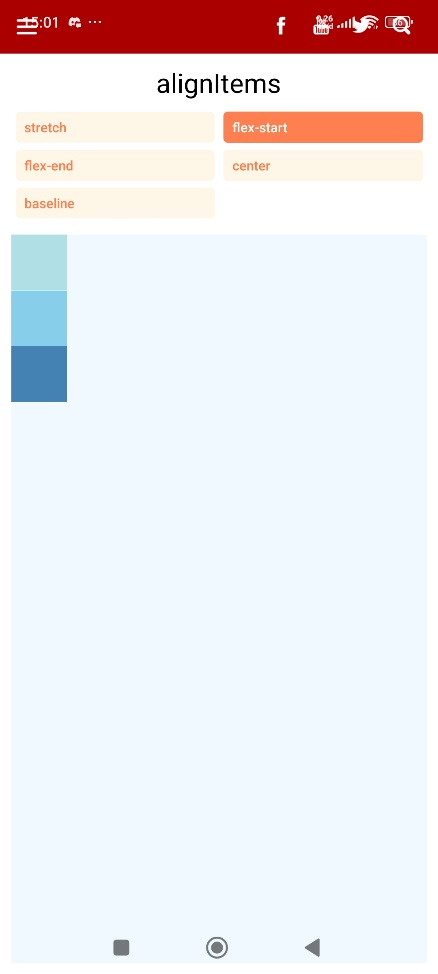 15:01 ...
alignItems
stretch
flex-start
flex-end
center
baseline